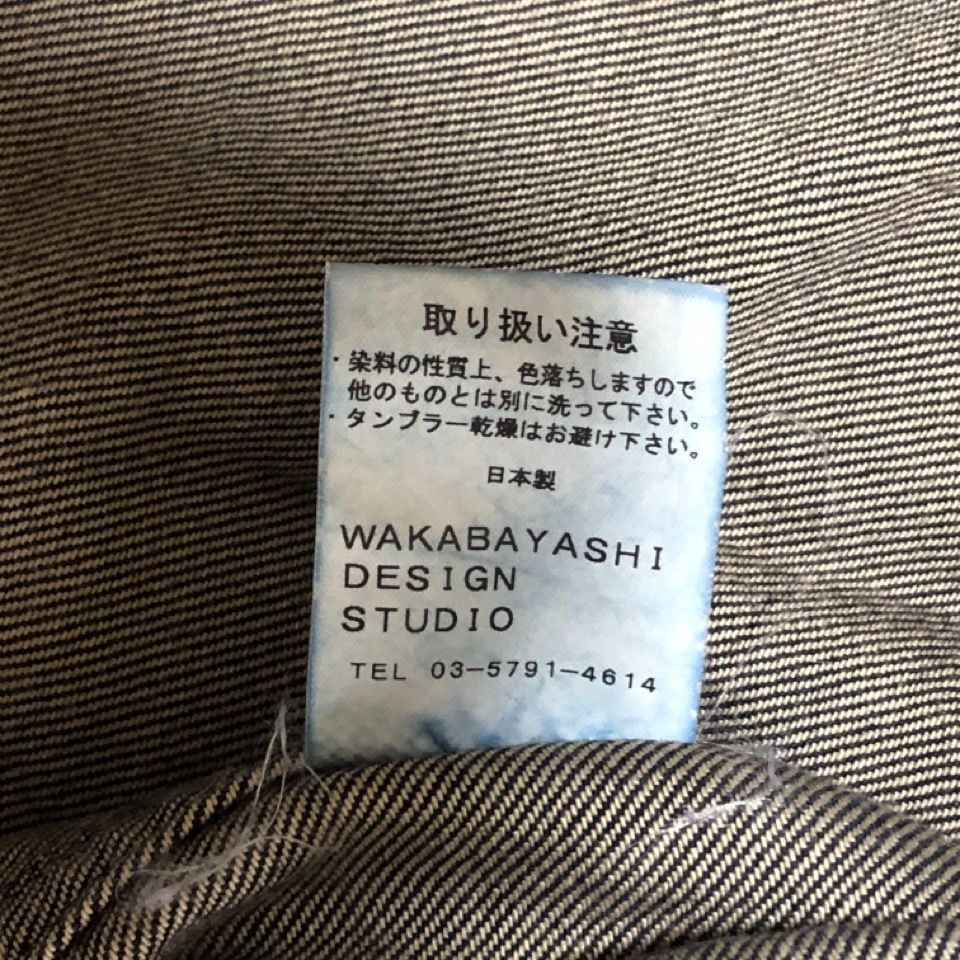 取り扱い注意
・染料の性質上、色落ちしますので
他のものとは別に洗って下さい。
・タンブラー乾燥はお避け下さい。
日本製
WAKABAYASHI
DESIGN
STUDIO
TEL 03-5791-4614